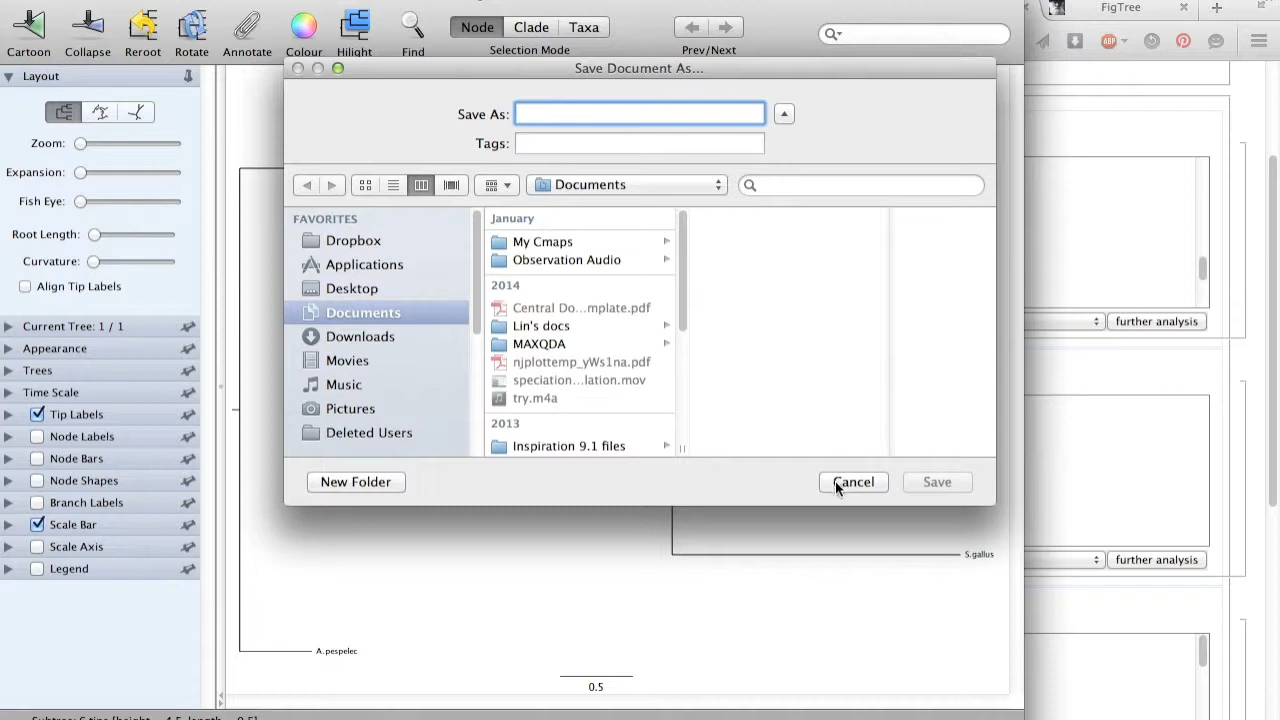 FigTree
Cartoon Collapse Reroot Rotate Annotate Colour Hilight Find
Node Clade Taxa
Selection Mode
Prev/Next
Layout
Zoom:
Expansion:
Fish Eye:
Root Length:
Curvature:
Align Tip Labels
Current Tree: 1 / 1
Appearance
Trees
Time Scale
Tip Labels
Node Labels
Node Bars
Node Shapes
Branch Labels
Scale Bar
Scale Axis
Legend
Save Document As...
Save As:
Tags:
Documents
FAVORITES
Dropbox
Applications
Desktop
Documents
Downloads
Movies
Music
Pictures
Deleted Users
January
My Cmaps
Observation Audio
2014
Central Do...mplate.pdf
Lin's docs
MAXQDA
njplottemp_yWs1na.pdf
speciation...lation.mov
try.m4a
2013
Inspiration 9.1 files
New Folder
Cancel
Save
S.gallus
A.pespelec
0.5
further analysis
further analysis
ABP